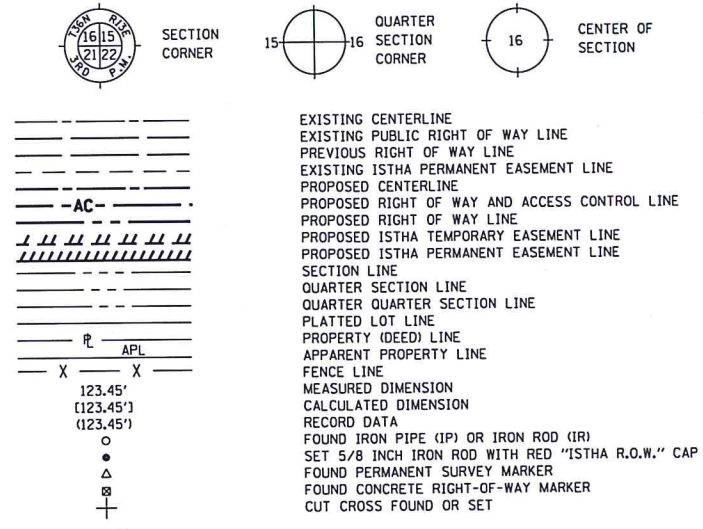 T36N R13E
16 15
21 22
3RD P.M.
SECTION
CORNER
15 16
QUARTER
SECTION
CORNER
16
CENTER OF
SECTION
EXISTING CENTERLINE
EXISTING PUBLIC RIGHT OF WAY LINE
PREVIOUS RIGHT OF WAY LINE
EXISTING ISTHA PERMANENT EASEMENT LINE
PROPOSED CENTERLINE
AC PROPOSED RIGHT OF WAY AND ACCESS CONTROL LINE
PROPOSED RIGHT OF WAY LINE
PROPOSED ISTHA TEMPORARY EASEMENT LINE
PROPOSED ISTHA PERMANENT EASEMENT LINE
SECTION LINE
QUARTER SECTION LINE
QUARTER QUARTER SECTION LINE
PLATTED LOT LINE
PL PROPERTY (DEED) LINE
APL APPARENT PROPERTY LINE
X X FENCE LINE
123.45' MEASURED DIMENSION
[123.45'] CALCULATED DIMENSION
(123.45') RECORD DATA
FOUND IRON PIPE (IP) OR IRON ROD (IR)
SET 5/8 INCH IRON ROD WITH RED "ISTHA R.O.W." CAP
FOUND PERMANENT SURVEY MARKER
FOUND CONCRETE RIGHT-OF-WAY MARKER
CUT CROSS FOUND OR SET